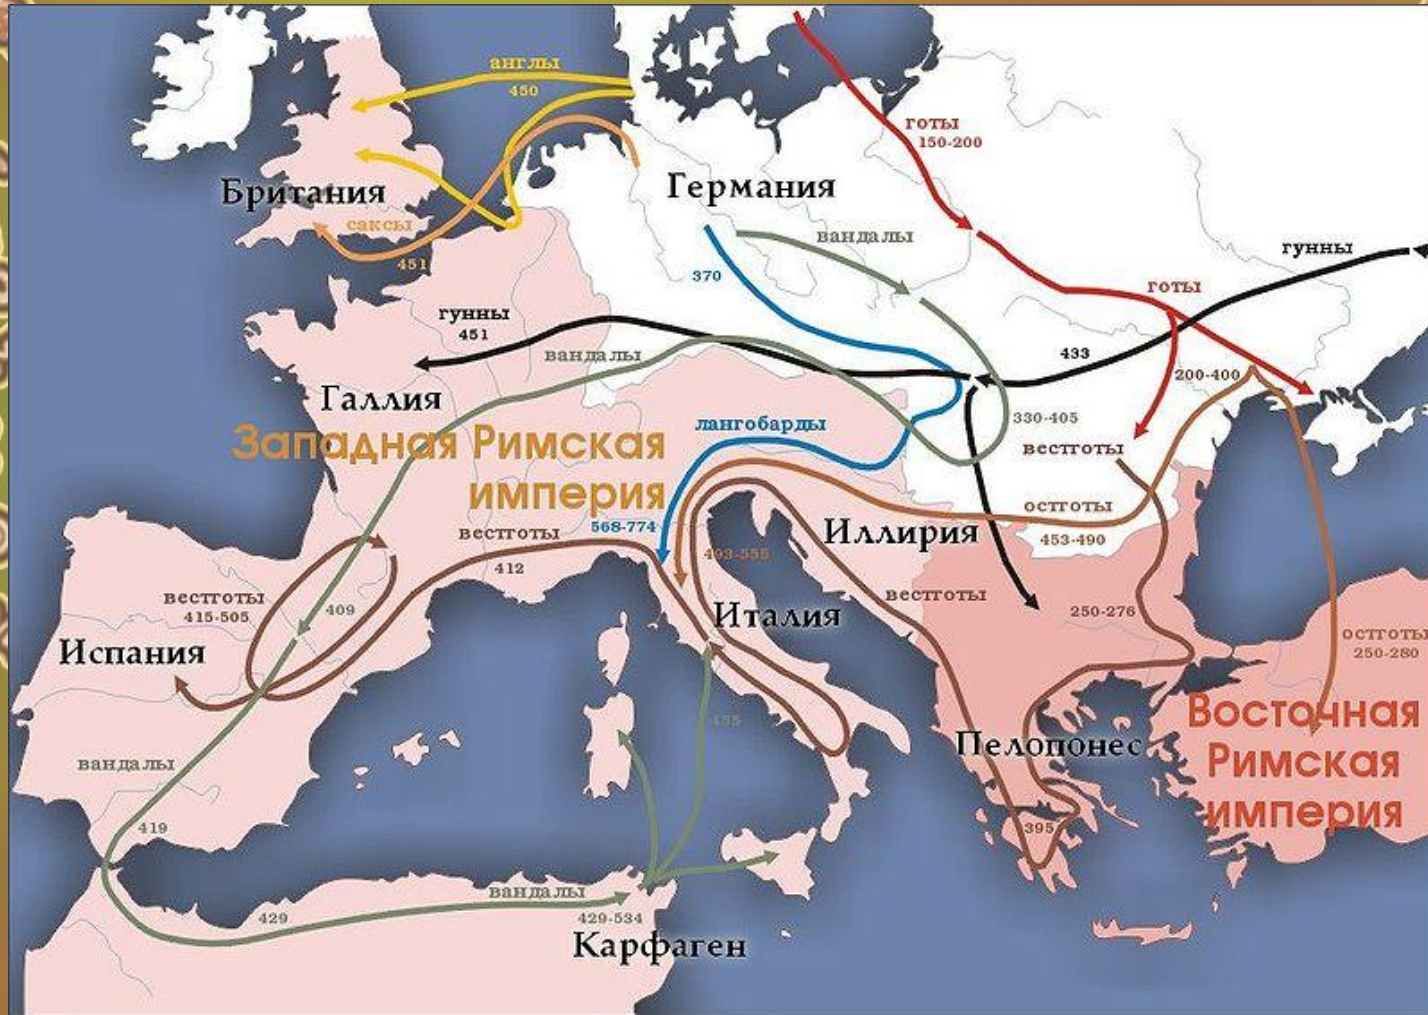 англы
450
готы
150-200
Британия
Германия
саксы
451
вандалы
гунны
370
готы
гунны
451
вандалы
433
200-400
Галлия
330-405
Западная Римская
империя
лангобарды
вестготы
остготы
453-490
568-774
вестготы
412
Иллирия
493-555
вестготы
415-505
409
вестготы
250-276
Италия
Испания
остготы
250-280
455
Восточная
Римская
империя
Пелопонес
вандалы
419
395
вандалы
429
429-534
Карфаген